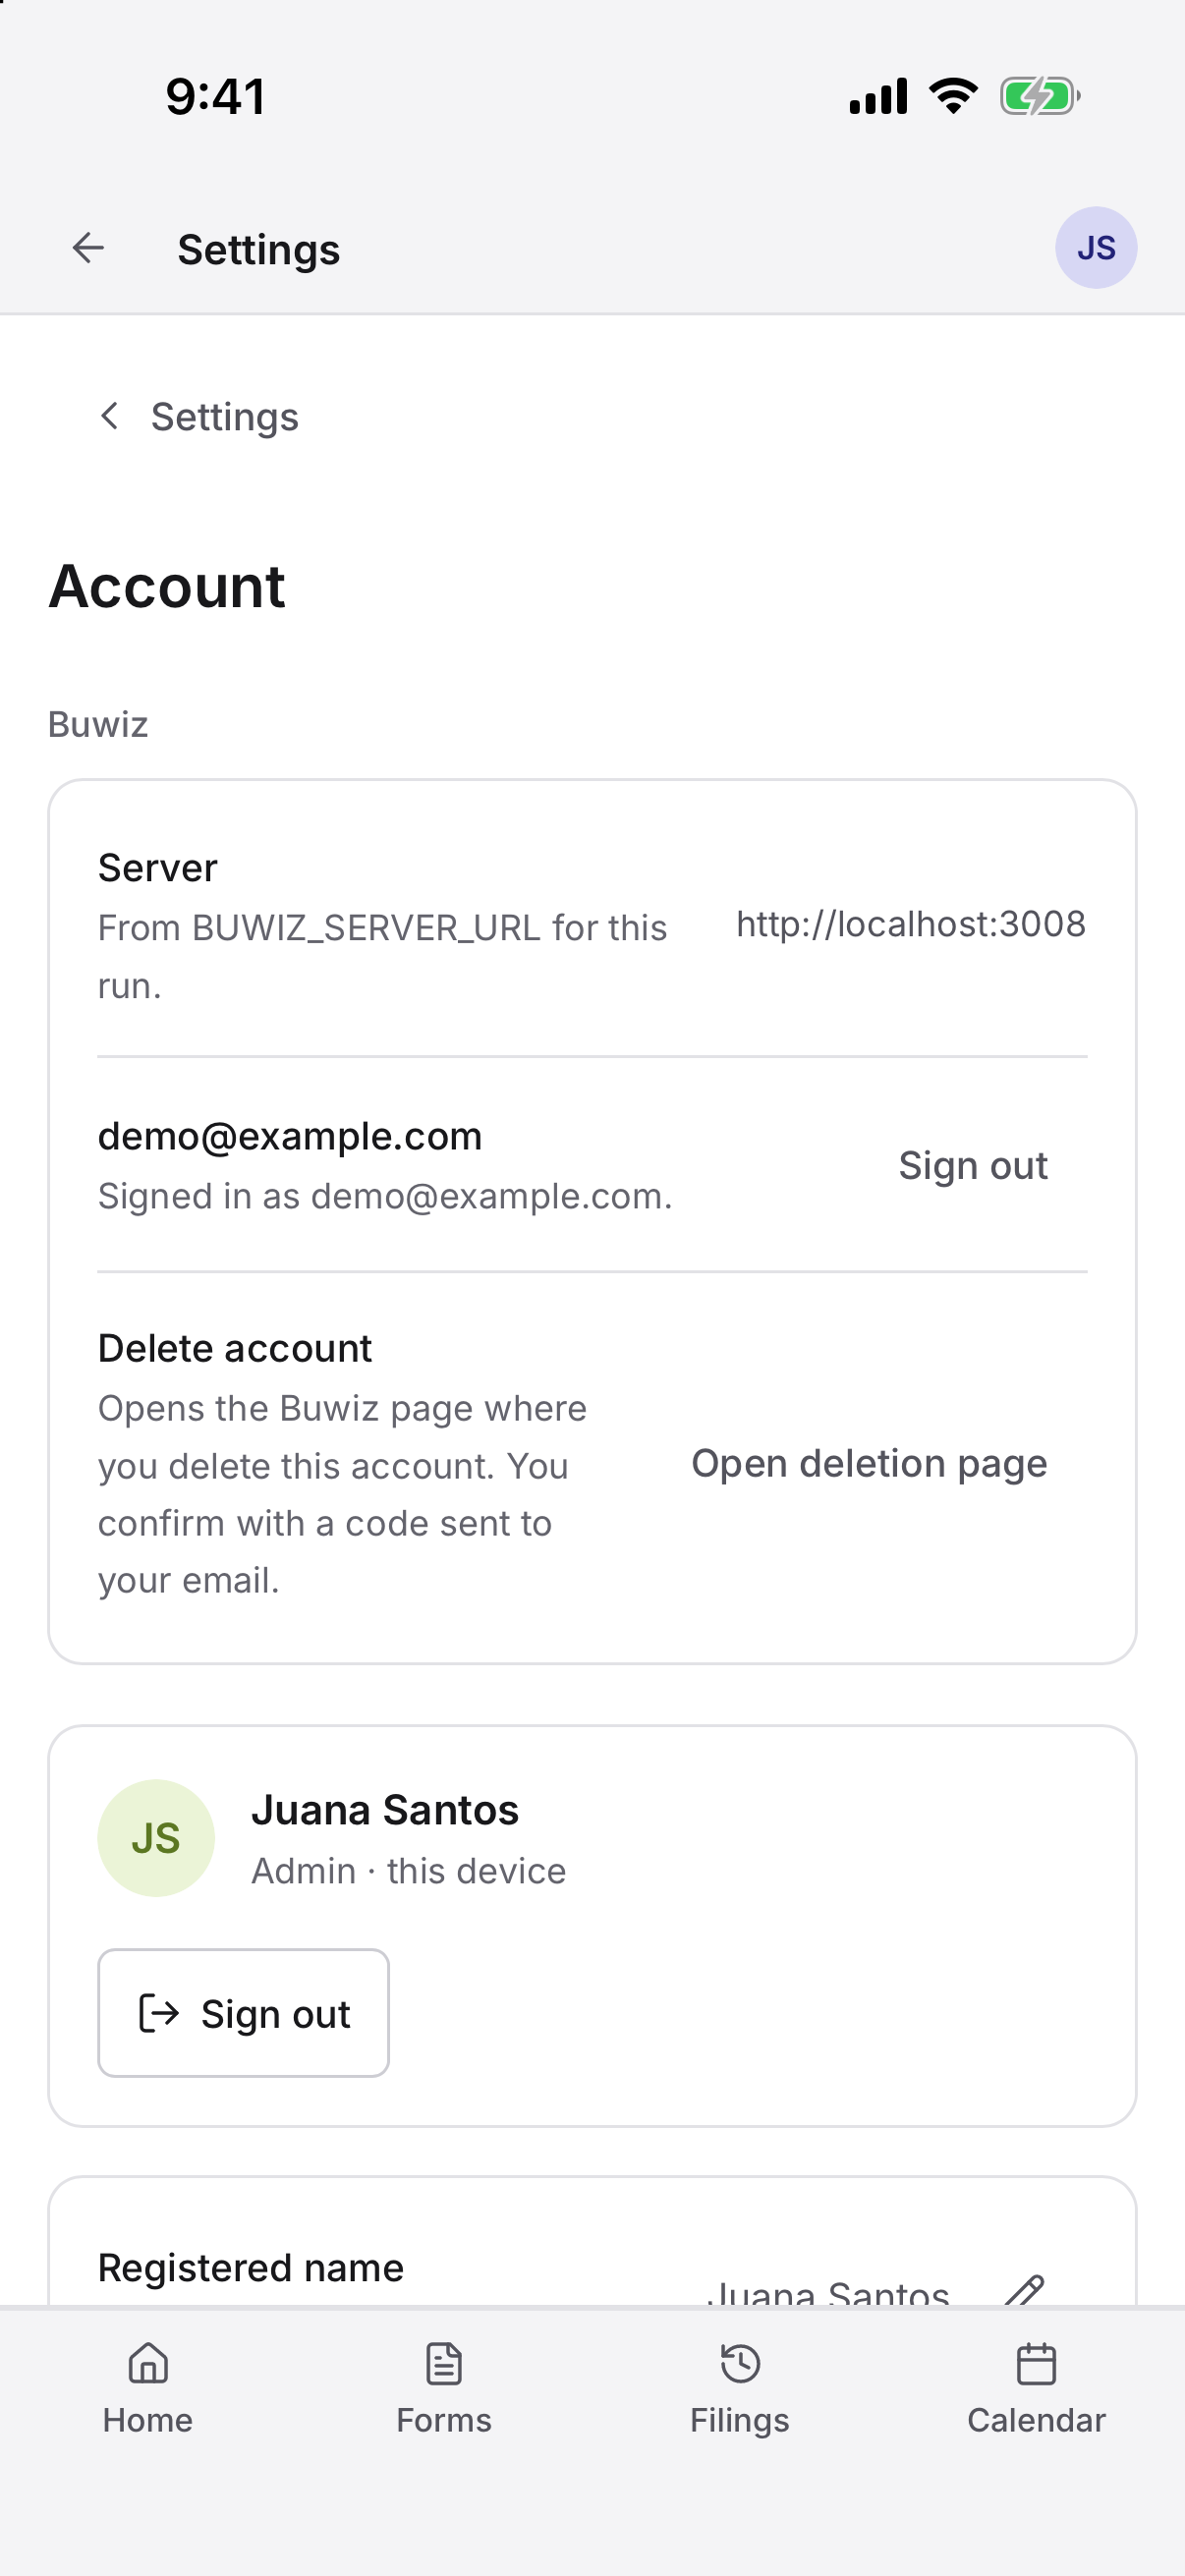 9:41
Settings
JS
Settings
Account
Buwiz
Server
From BUWIZ_SERVER_URL for this
run.
http://localhost:3008
demo@example.com
Signed in as demo@example.com.
Sign out
Delete account
Opens the Buwiz page where
you delete this account. You
confirm with a code sent to
your email.
Open deletion page
JS
Juana Santos
Admin · this device
Sign out
Registered name
Juana Santos
Home
Forms
Filings
Calendar